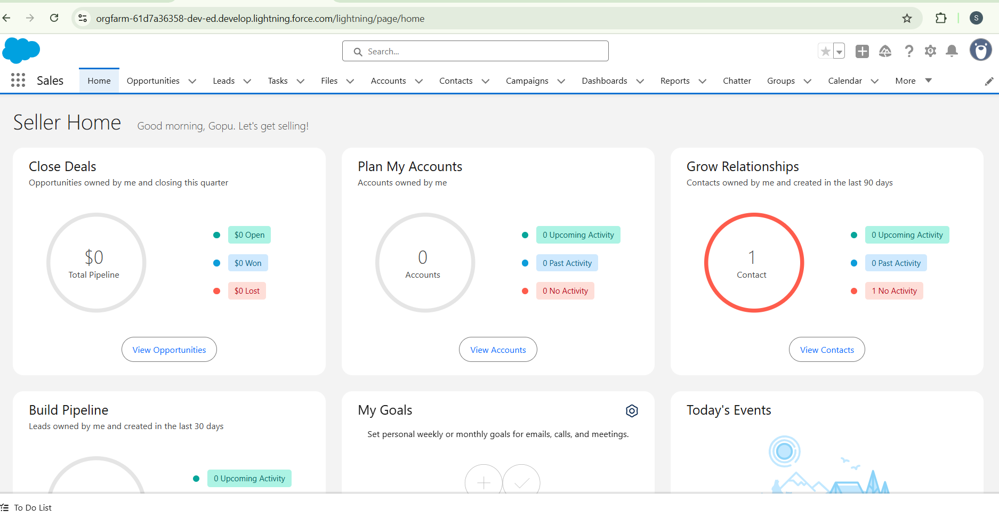 orgfarm-61d7a36358-dev-ed.develop.lightning.force.com/lightning/page/home
S
Search...
Sales
Home
Opportunities
Leads
Tasks
Files
Accounts
Contacts
Campaigns
Dashboards
Reports
Chatter
Groups
Calendar
More
Seller Home
Good morning, Gopu. Let's get selling!
Close Deals
Opportunities owned by me and closing this quarter
$0
Total Pipeline
$0 Open
$0 Won
$0 Lost
View Opportunities
Plan My Accounts
Accounts owned by me
0
Accounts
0 Upcoming Activity
0 Past Activity
0 No Activity
View Accounts
Grow Relationships
Contacts owned by me and created in the last 90 days
1
Contact
0 Upcoming Activity
0 Past Activity
1 No Activity
View Contacts
Build Pipeline
Leads owned by me and created in the last 30 days
0 Upcoming Activity
My Goals
Set personal weekly or monthly goals for emails, calls, and meetings.
Today's Events
To Do List